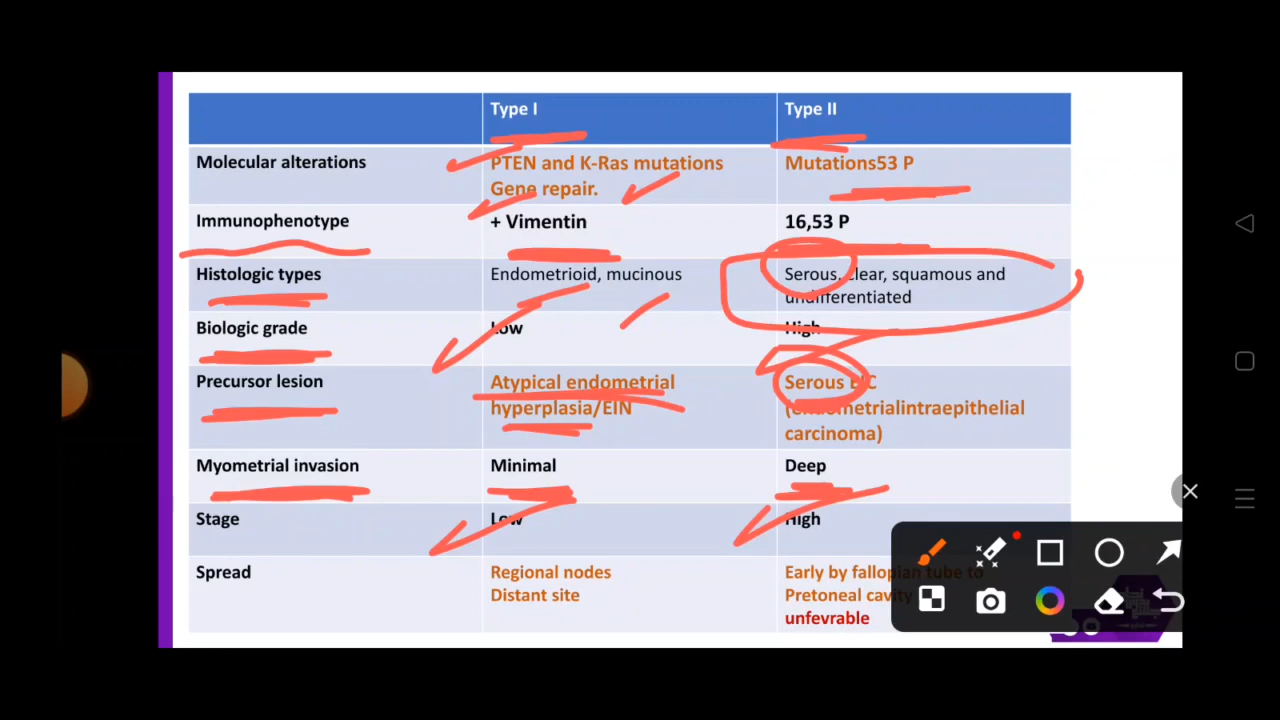 Type I
Type II
Molecular alterations
PTEN and K-Ras mutations
Gene repair.
Mutations53 P
Immunophenotype
+ Vimentin
16,53 P
Histologic types
Endometrioid, mucinous
Serous, clear, squamous and
undifferentiated
Biologic grade
Low
High
Precursor lesion
Atypical endometrial
hyperplasia/EIN
Serous EIC
(endometrialintraepithelial
carcinoma)
Myometrial invasion
Minimal
Deep
Stage
Low
High
Spread
Regional nodes
Distant site
Early by fallopian tube to
Pretoneal cavity
unfevrable